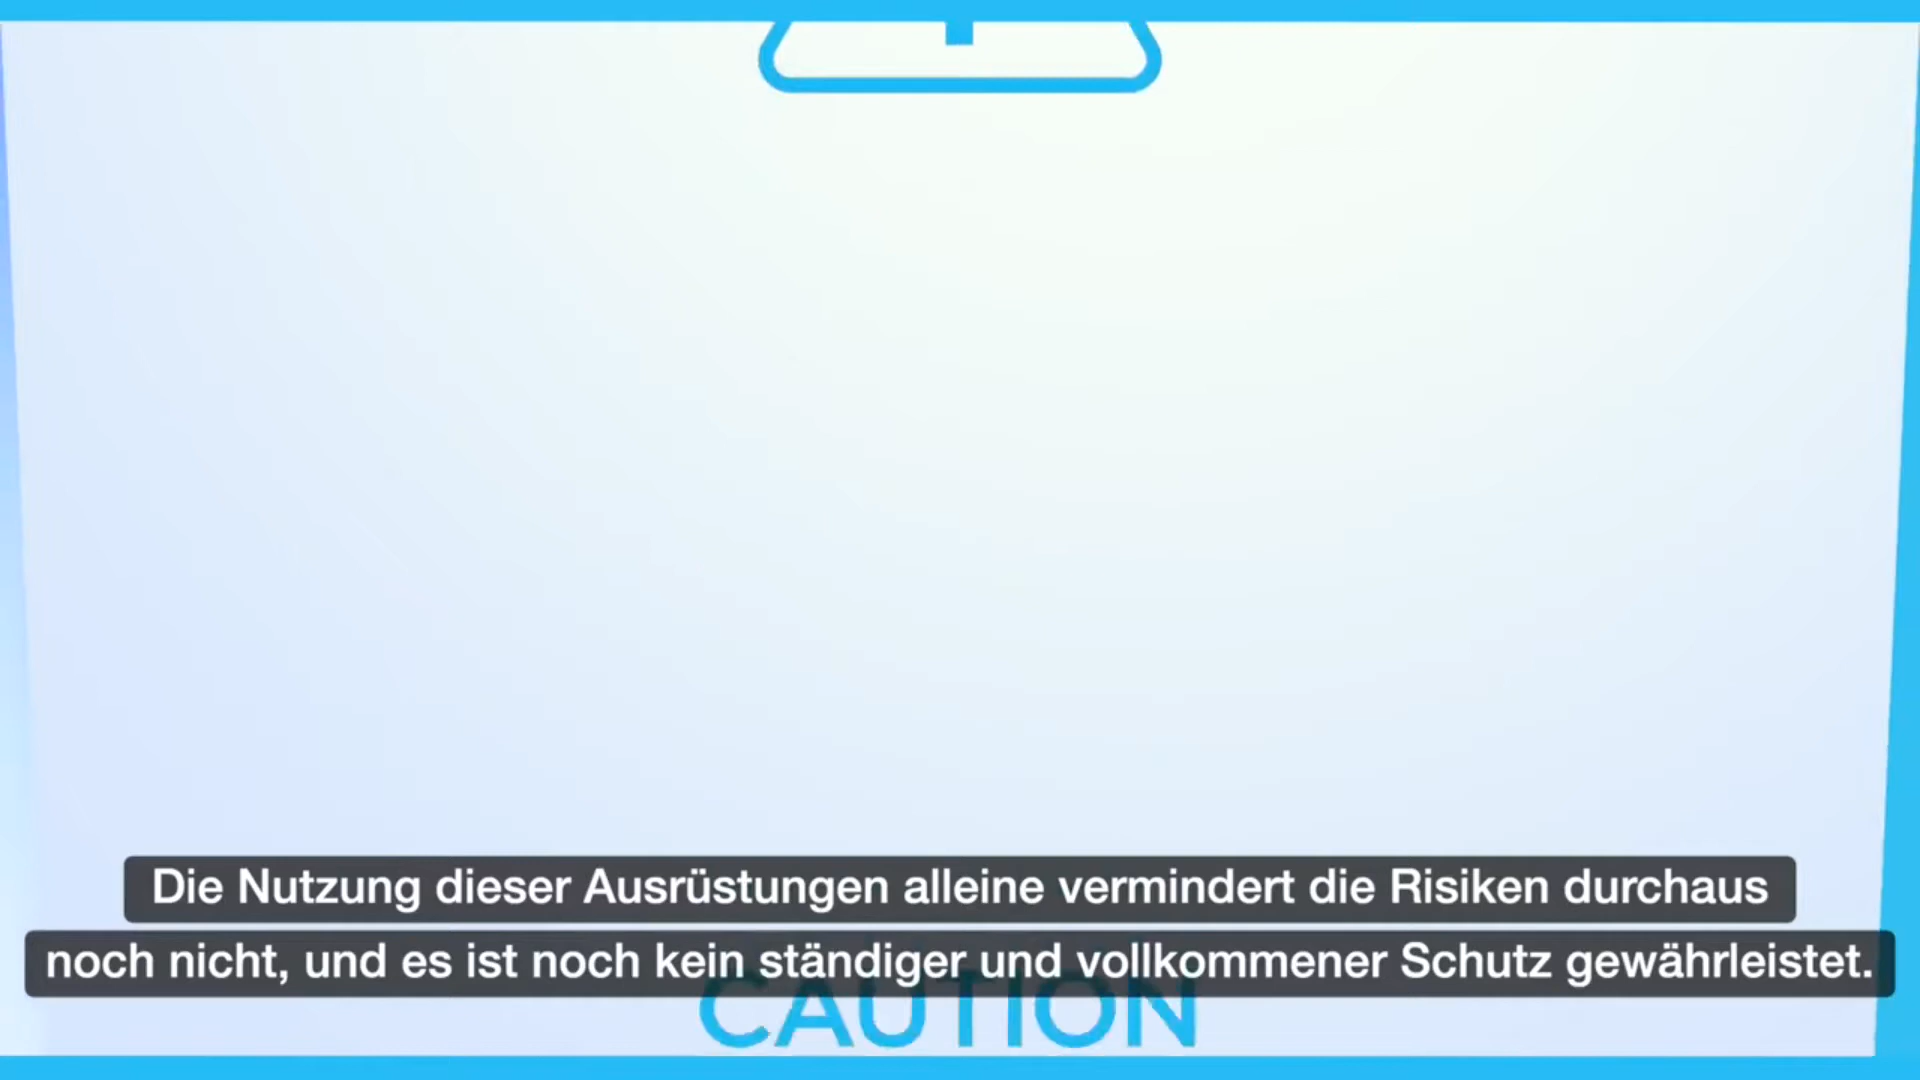 Die Nutzung dieser Ausrüstungen alleine vermindert die Risiken durchaus
noch nicht, und es ist noch kein ständiger und vollkommener Schutz gewährleistet.
CAUTION